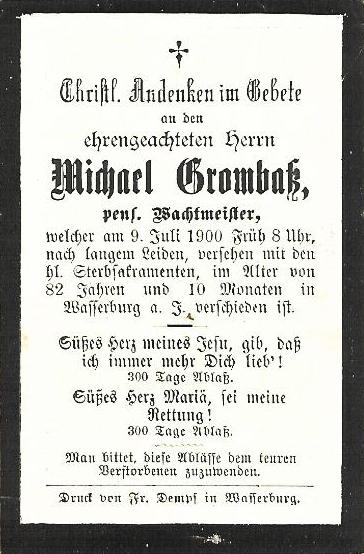 Christl. Andenken im Gebete
an den
ehrengeachteten Herrn
Michael Grombaß,
pens. Wachtmeister,
welcher am 9. Juli 1900 Früh 8 Uhr,
nach langem Leiden, versehen mit den
hl. Sterbsakramenten, im Alter von
82 Jahren und 10 Monaten in
Wasserburg a. J. verschieden ist.
Süßes Herz meines Jesu, gib, daß
ich immer mehr Dich lieb'!
300 Tage Ablaß.
Süßes Herz Mariä, sei meine
Rettung!
300 Tage Ablaß.
Man bittet, diese Ablässe dem teuren
Verstorbenen zuzuwenden.
Druck von Fr. Dempf in Wasserburg.